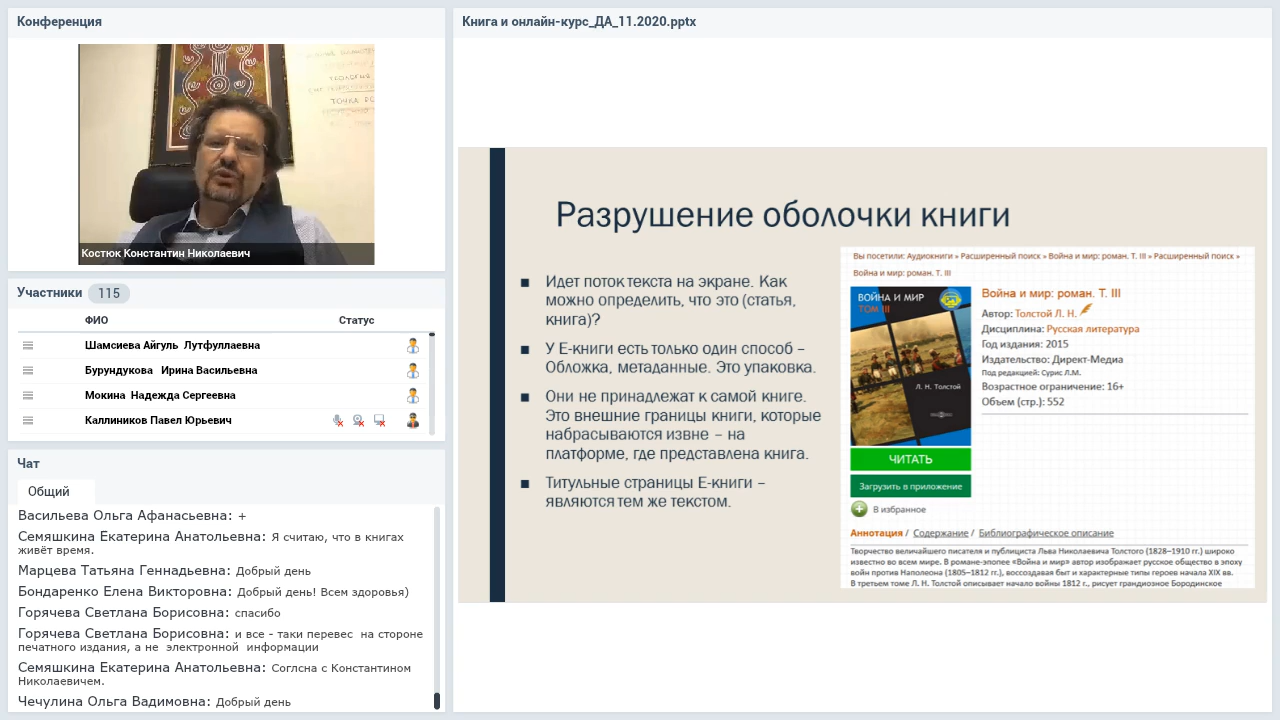 Конференция
ТЕОЛОГИЯ
Костюк Константин Николаевич
Участники 115
ФИО Статус
Шамсиева Айгуль Лутфуллаевна
Бурундукова Ирина Васильевна
Мокина Надежда Сергеевна
Каллиников Павел Юрьевич
Чат
Общий
Васильева Ольга Афанасьевна: +
Семяшкина Екатерина Анатольевна: Я считаю, что в книгах
живёт время.
Марцева Татьяна Геннадьевна: Добрый день
Бондаренко Елена Викторовна: Добрый день! Всем здоровья)
Горячева Светлана Борисовна: спасибо
Горячева Светлана Борисовна: и все - таки перевес на стороне
печатного издания, а не электронной информации
Семяшкина Екатерина Анатольевна: Соглсна с Константином
Николаевичем.
Чечулина Ольга Вадимовна: Добрый день
Книга и онлайн-курс_ДА_11.2020.pptx
Разрушение оболочки книги
Идет поток текста на экране. Как
можно определить, что это (статья,
книга)?
У Е-книги есть только один способ –
Обложка, метаданные. Это упаковка.
Они не принадлежат к самой книге.
Это внешние границы книги, которые
набрасываются извне – на
платформе, где представлена книга.
Титульные страницы Е-книги –
являются тем же текстом.
Вы посетили: Аудиокниги » Расширенный поиск » Война и мир: роман. Т. III » Расширенный поиск »
Война и мир: роман. Т. III
ВОЙНА И МИР
ТОМ III
Л. Н. Толстой
Война и мир: роман. Т. III
Автор: Толстой Л. Н.
Дисциплина: Русская литература
Год издания: 2015
Издательство: Директ-Медиа
Под редакцией: Сурис Л.М.
Возрастное ограничение: 16+
Объем (стр.): 552
ЧИТАТЬ
Загрузить в приложение
В избранное
Аннотация / Содержание / Библиографическое описание
Творчество величайшего писателя и публициста Льва Николаевича Толстого (1828–1910 гг.) широко
известно во всем мире. В романе-эпопее «Война и мир» автор изображает русское общество в эпоху
войн против Наполеона (1805–1812 гг.), воссоздавая быт и характерные типы героев начала XIX вв.
В третьем томе Л. Н. Толстой описывает начало войны 1812 г., рисует грандиозное Бородинское